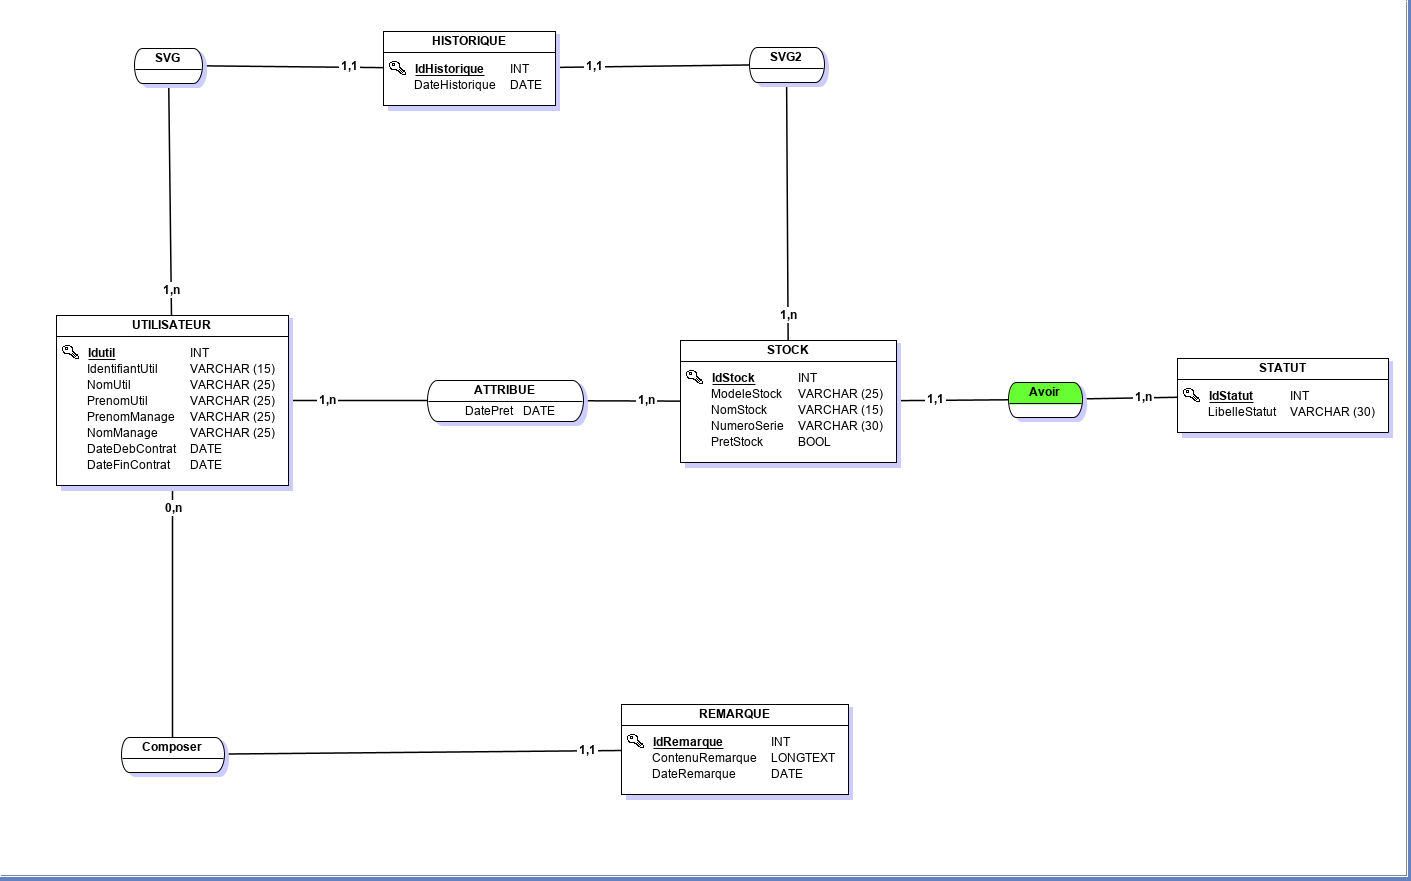 SVG
1,1
HISTORIQUE
IdHistorique INT
DateHistorique DATE
1,1
SVG2
1,n
1,n
UTILISATEUR
Idutil INT
IdentifiantUtil VARCHAR (15)
NomUtil VARCHAR (25)
PrenomUtil VARCHAR (25)
PrenomManage VARCHAR (25)
NomManage VARCHAR (25)
DateDebContrat DATE
DateFinContrat DATE
1,n
ATTRIBUE
DatePret DATE
1,n
STOCK
IdStock INT
ModeleStock VARCHAR (25)
NomStock VARCHAR (15)
NumeroSerie VARCHAR (30)
PretStock BOOL
1,1
Avoir
1,n
STATUT
IdStatut INT
LibelleStatut VARCHAR (30)
0,n
Composer
1,1
REMARQUE
IdRemarque INT
ContenuRemarque LONGTEXT
DateRemarque DATE